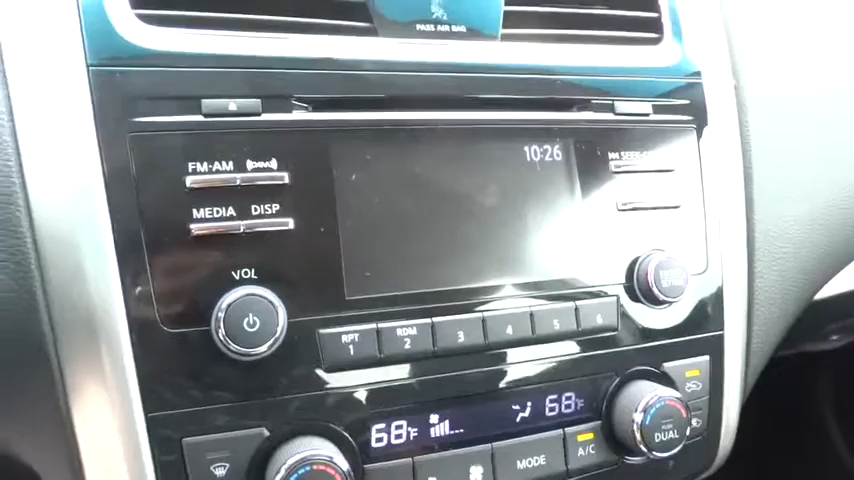 PASS AIR BAG
10:26
FM·AM
MEDIA DISP
VOL
RPT RDM
1 2 3 4 5 6
68°F 68°F
MODE A/C
DUAL